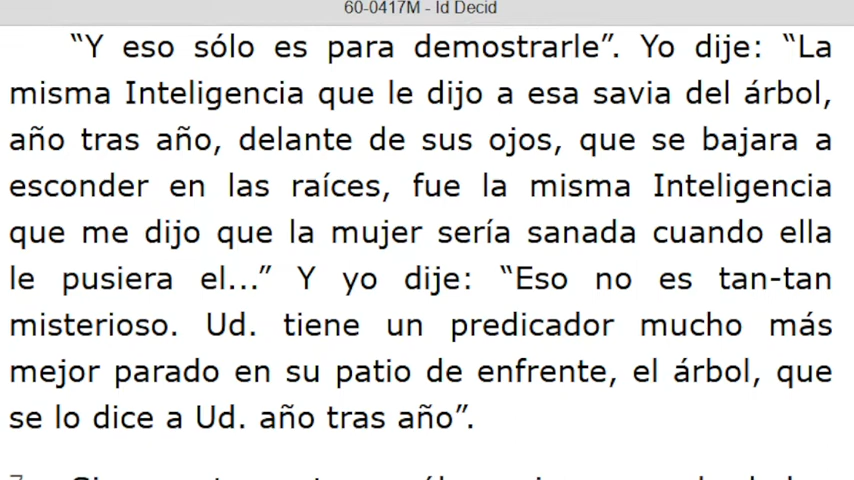 60-0417M - Id Decid
“Y eso sólo es para demostrarle”. Yo dije: “La
misma Inteligencia que le dijo a esa savia del árbol,
año tras año, delante de sus ojos, que se bajara a
esconder en las raíces, fue la misma Inteligencia
que me dijo que la mujer sería sanada cuando ella
le pusiera el...” Y yo dije: “Eso no es tan-tan
misterioso. Ud. tiene un predicador mucho más
mejor parado en su patio de enfrente, el árbol, que
se lo dice a Ud. año tras año”.